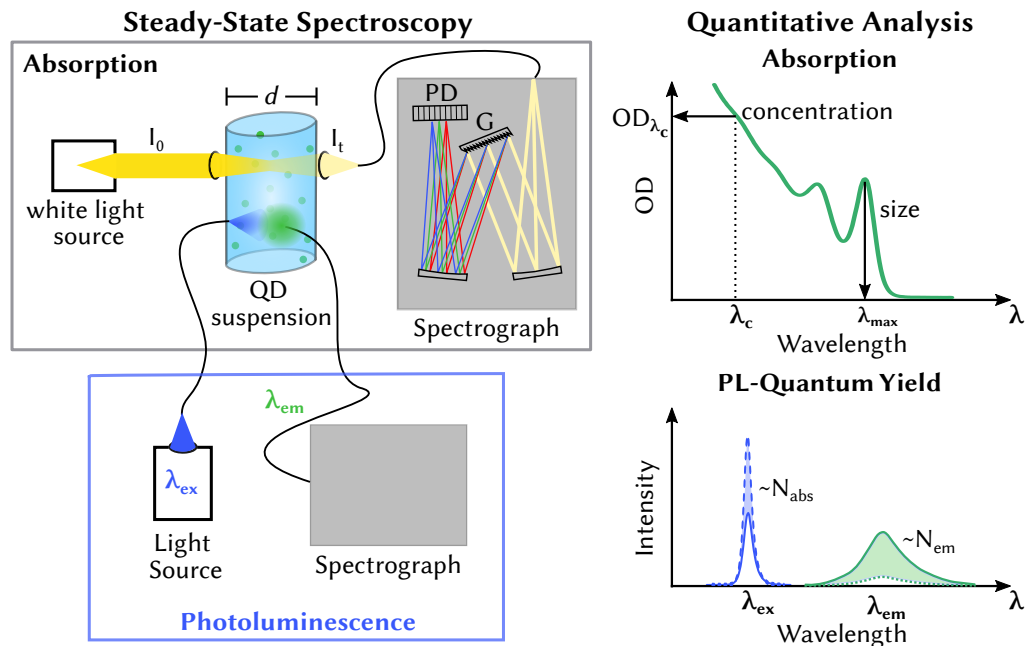 Steady-State Spectroscopy
Absorption
d
PD
G
I₀
Iₜ
white light
source
QD
suspension
Spectrograph
λem
λex
Light
Source
Spectrograph
Photoluminescence
Quantitative Analysis
Absorption
ODλc
concentration
OD
size
λc
λmax
λ
Wavelength
PL-Quantum Yield
Intensity
~Nabs
~Nem
λex
λem
λ
Wavelength